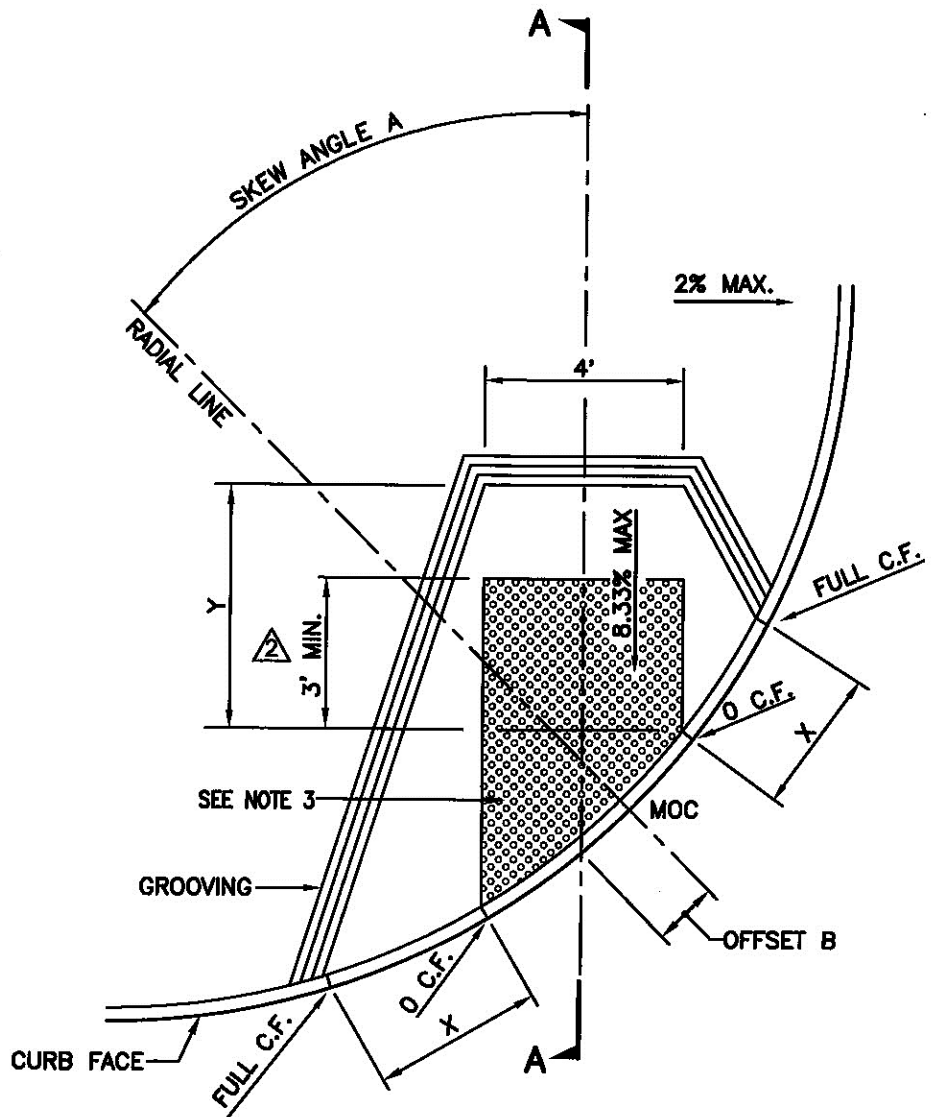 A
SKEW ANGLE A
2% MAX.
RADIAL LINE
4'
8.33% MAX
Y
2
3' MIN.
FULL C.F.
0 C.F.
X
SEE NOTE 3
MOC
GROOVING
OFFSET B
0 C.F.
X
FULL C.F.
CURB FACE
A